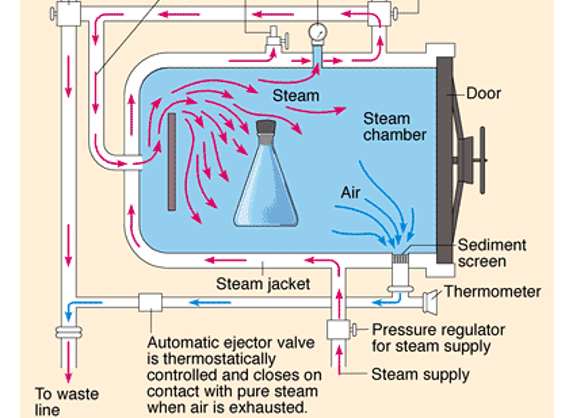 Steam
Door
Steam
chamber
Air
Sediment
screen
Steam jacket
Thermometer
Automatic ejector valve
is thermostatically
controlled and closes on
contact with pure steam
when air is exhausted.
Pressure regulator
for steam supply
Steam supply
To waste
line